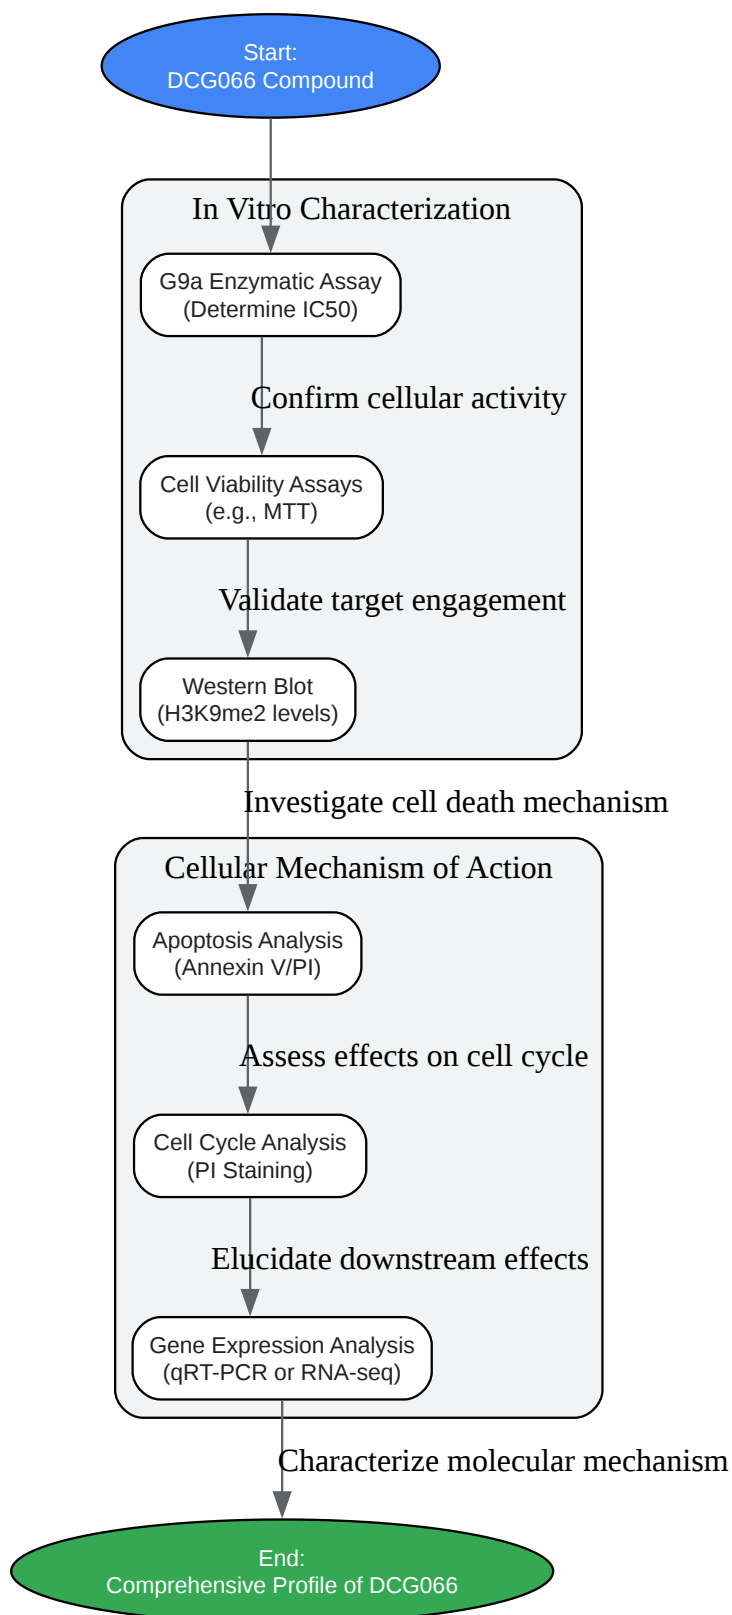 Start:
DCG066 Compound
In Vitro Characterization
G9a Enzymatic Assay
(Determine IC50)
Confirm cellular activity
Cell Viability Assays
(e.g., MTT)
Validate target engagement
Western Blot
(H3K9me2 levels)
Investigate cell death mechanism
Cellular Mechanism of Action
Apoptosis Analysis
(Annexin V/PI)
Assess effects on cell cycle
Cell Cycle Analysis
(PI Staining)
Elucidate downstream effects
Gene Expression Analysis
(qRT-PCR or RNA-seq)
Characterize molecular mechanism
End:
Comprehensive Profile of DCG066